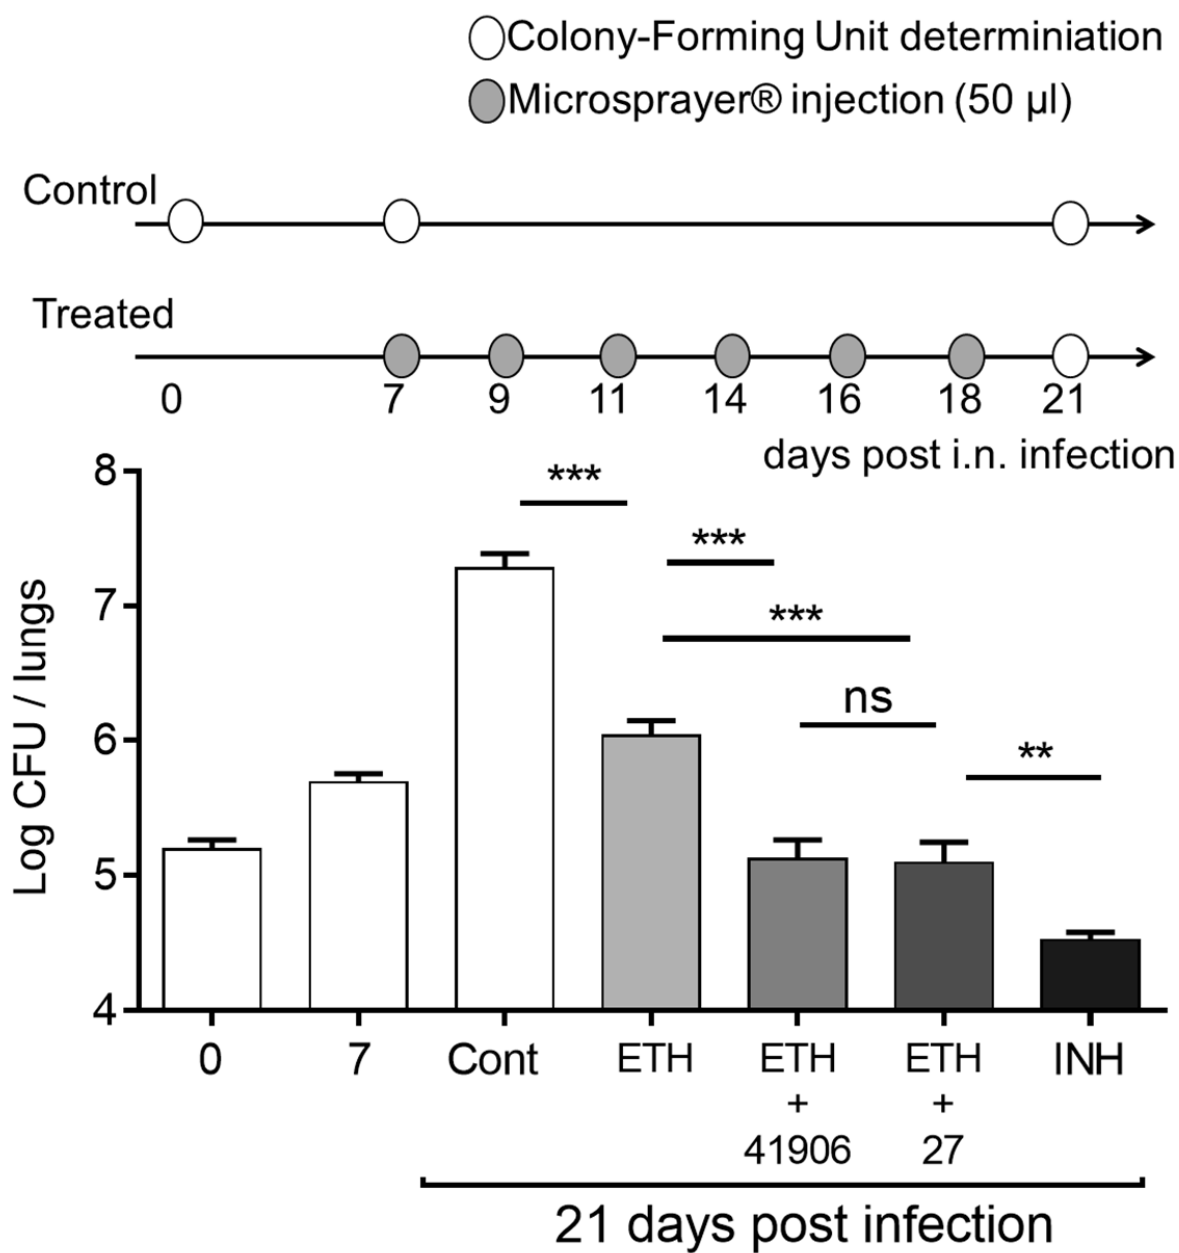 Colony-Forming Unit determiniation
Microsprayer® injection (50 µl)
Control
Treated
0 7 9 11 14 16 18 21
days post i.n. infection
8
7
6
5
4
Log CFU / lungs
***
***
***
ns
**
0 7 Cont ETH ETH ETH INH
+ +
41906 27
21 days post infection